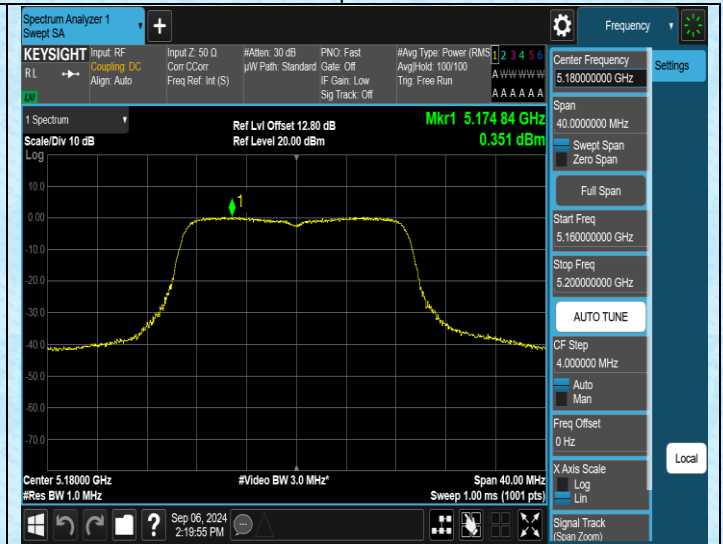 Spectrum Analyzer 1
Swept SA
+
Frequency
KEYSIGHT
RL
LXI
Input: RF
Coupling: DC
Align: Auto
Input Z: 50 Ω
Corr CCorr
Freq Ref: Int (S)
#Atten: 30 dB
µW Path: Standard
PNO: Fast
Gate: Off
IF Gain: Low
Sig Track: Off
#Avg Type: Power (RMS
Avg|Hold: 100/100
Trig: Free Run
1 2 3 4 5 6
A W W W W W
A A A A A A
1 Spectrum
Scale/Div 10 dB
Log
Ref Lvl Offset 12.80 dB
Ref Level 20.00 dBm
Mkr1 5.174 84 GHz
0.351 dBm
1
10.0
0.00
-10.0
-20.0
-30.0
-40.0
-50.0
-60.0
-70.0
Center 5.18000 GHz
#Res BW 1.0 MHz
#Video BW 3.0 MHz*
Span 40.00 MHz
Sweep 1.00 ms (1001 pts)
?
Sep 06, 2024
2:19:55 PM
Center Frequency
5.180000000 GHz
Span
40.0000000 MHz
Swept Span
Zero Span
Full Span
Start Freq
5.160000000 GHz
Stop Freq
5.200000000 GHz
AUTO TUNE
CF Step
4.000000 MHz
Auto
Man
Freq Offset
0 Hz
X Axis Scale
Log
Lin
Signal Track
(Span Zoom)
Settings
Local